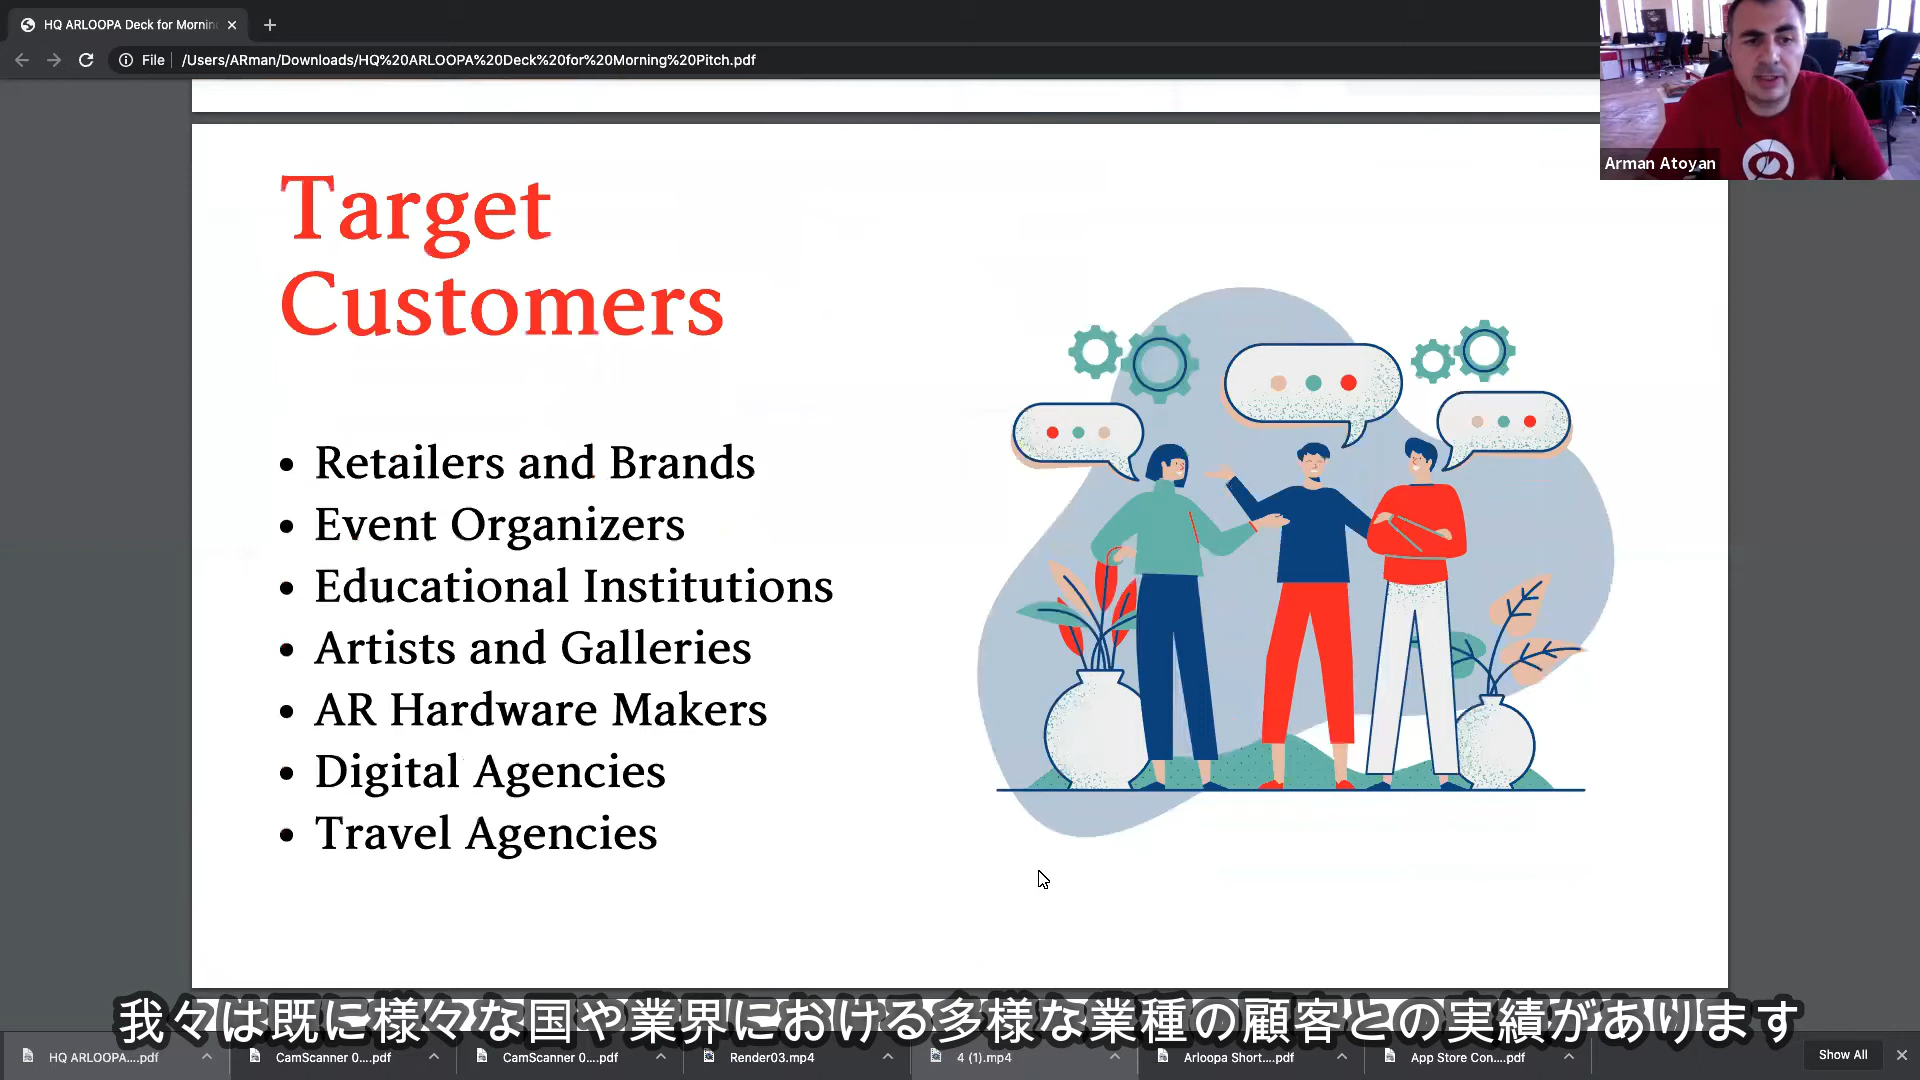 HQ ARLOOPA Deck for Mornin
File
/Users/ARman/Downloads/HQ%20ARLOOPA%20Deck%20for%20Morning%20Pitch.pdf
Arman Atoyan
Target
Customers
• Retailers and Brands
• Event Organizers
• Educational Institutions
• Artists and Galleries
• AR Hardware Makers
• Digital Agencies
• Travel Agencies
我々は既に様々な国や業界における多様な業種の顧客との実績があります
HQ ARLOOPA....pdf
CamScanner 0....pdf
CamScanner 0....pdf
Render03.mp4
4 (1).mp4
Arloopa Short....pdf
App Store Con....pdf
Show All